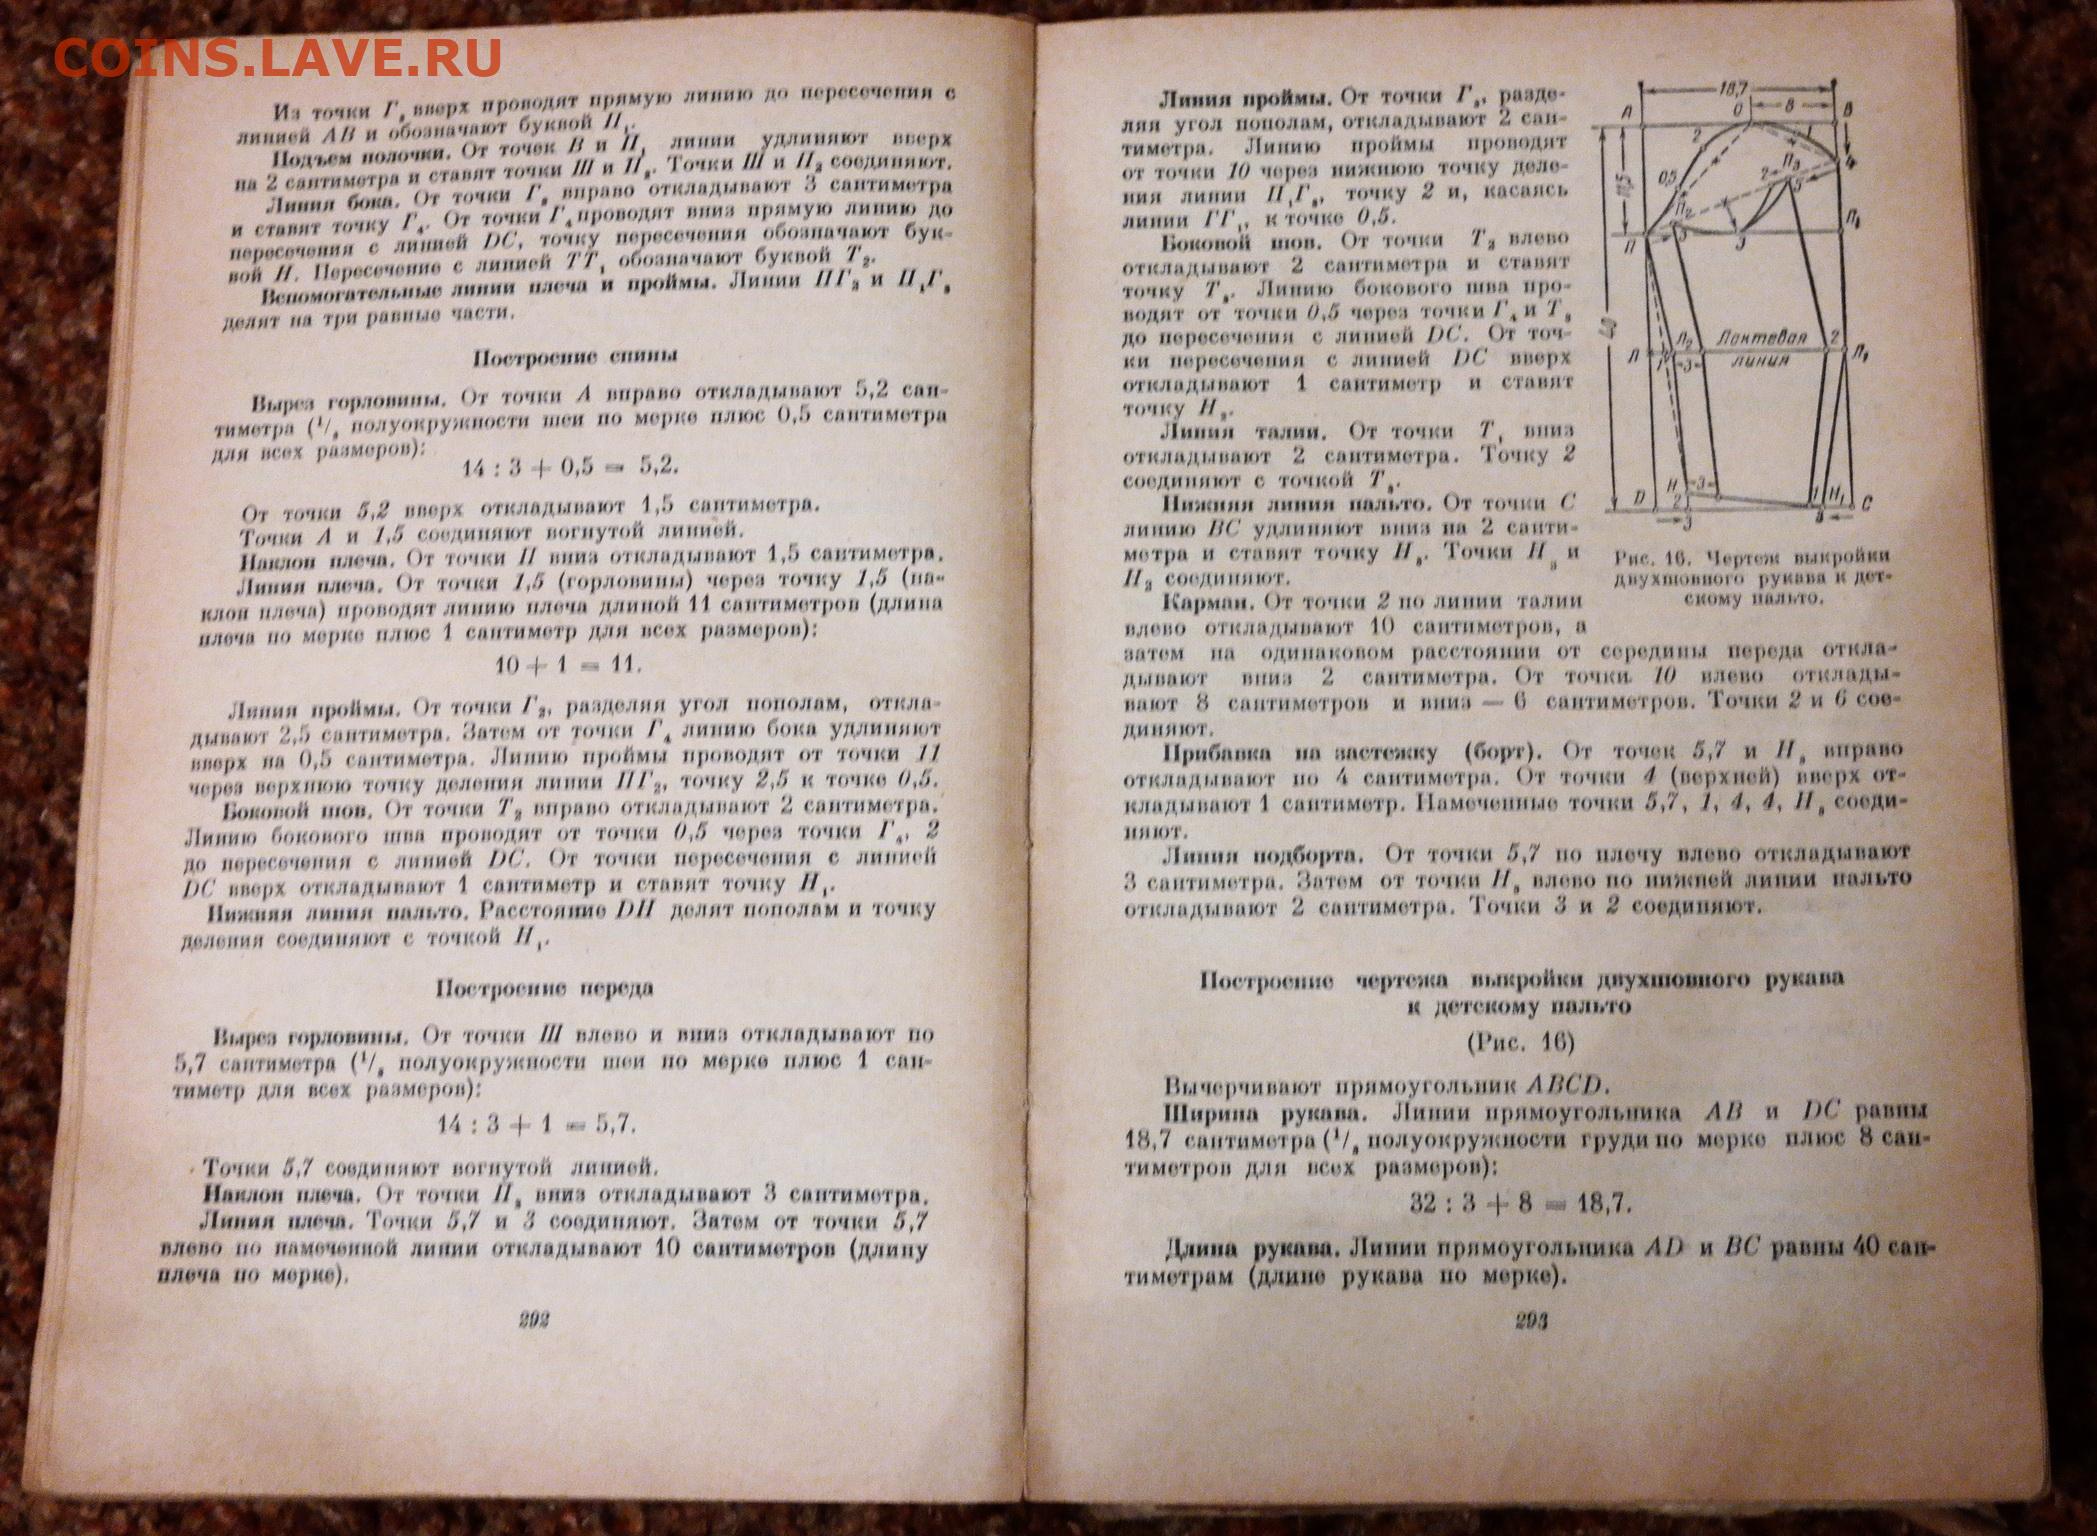 COINS.LAVE.RU
Из точки Г₃ вверх проводят прямую линию до пересечения с
линией АВ и обозначают буквой П₁.
Подъем полочки. От точек В и П₁ линии удлиняют вверх
на 2 сантиметра и ставят точки Ш и П₂. Точки Ш и П₂ соединяют.
Линия бока. От точки Г₂ вправо откладывают 3 сантиметра
и ставят точку Г₄. От точки Г₄ проводят вниз прямую линию до
пересечения с линией DC, точку пересечения обозначают бук-
вой Н. Пересечение с линией ТТ₁ обозначают буквой Т₂.
Вспомогательные линии плеча и проймы. Линии ПГ₂ и П₁Г₃
делят на три равные части.
Построение спины
Вырез горловины. От точки А вправо откладывают 5,2 сан-
тиметра (¹/₃ полуокружности шеи по мерке плюс 0,5 сантиметра
для всех размеров):
14 : 3 + 0,5 = 5,2.
От точки 5,2 вверх откладывают 1,5 сантиметра.
Точки А и 1,5 соединяют вогнутой линией.
Наклон плеча. От точки П вниз откладывают 1,5 сантиметра.
Линия плеча. От точки 1,5 (горловины) через точку 1,5 (на-
клон плеча) проводят линию плеча длиной 11 сантиметров (длина
плеча по мерке плюс 1 сантиметр для всех размеров):
10 + 1 = 11.
Линия проймы. От точки Г₂, разделяя угол пополам, откла-
дывают 2,5 сантиметра. Затем от точки Г₄ линию бока удлиняют
вверх на 0,5 сантиметра. Линию проймы проводят от точки 11
через верхнюю точку деления линии ПГ₂, точку 2,5 к точке 0,5.
Боковой шов. От точки Т₂ вправо откладывают 2 сантиметра.
Линию бокового шва проводят от точки 0,5 через точки Г₄, 2
до пересечения с линией DC. От точки пересечения с линией
DC вверх откладывают 1 сантиметр и ставят точку Н₁.
Нижняя линия пальто. Расстояние DH делят пополам и точку
деления соединяют с точкой Н₁.
Построение переда
Вырез горловины. От точки Ш влево и вниз откладывают по
5,7 сантиметра (¹/₃ полуокружности шеи по мерке плюс 1 сан-
тиметр для всех размеров):
14 : 3 + 1 = 5,7.
Точки 5,7 соединяют вогнутой линией.
Наклон плеча. От точки П₂ вниз откладывают 3 сантиметра.
Линия плеча. Точки 5,7 и 3 соединяют. Затем от точки 5,7
влево по намеченной линии откладывают 10 сантиметров (длину
плеча по мерке).
292
Линия проймы. От точки Г₃, разде-
ляя угол пополам, откладывают 2 сан-
тиметра. Линию проймы проводят
от точки 10 через нижнюю точку деле-
ния линии П₁Г₃, точку 2 и, касаясь
линии ГГ₁, к точке 0,5.
Боковой шов. От точки Т₂ влево
откладывают 2 сантиметра и ставят
точку Т₃. Линию бокового шва про-
водят от точки 0,5 через точки Г₄ и Т₃
до пересечения с линией DC. От точ-
ки пересечения с линией DC вверх
откладывают 1 сантиметр и ставят
точку Н₂.
Линия талии. От точки Т₁ вниз
откладывают 2 сантиметра. Точку 2
соединяют с точкой Т₃.
Нижняя линия пальто. От точки С
линию ВС удлиняют вниз на 2 санти-
метра и ставят точку Н₃. Точки Н₃ и
Н₂ соединяют.
Карман. От точки 2 по линии талии
влево откладывают 10 сантиметров, а
затем на одинаковом расстоянии от середины переда откла-
дывают вниз 2 сантиметра. От точки 10 влево отклады-
вают 8 сантиметров и вниз — 6 сантиметров. Точки 2 и 6 сое-
диняют.
Прибавка на застежку (борт). От точек 5,7 и Н₃ вправо
откладывают по 4 сантиметра. От точки 4 (верхней) вверх от-
кладывают 1 сантиметр. Намеченные точки 5,7, 1, 4, 4, Н₃ соеди-
няют.
Линия подборта. От точки 5,7 по плечу влево откладывают
3 сантиметра. Затем от точки Н₃ влево по нижней линии пальто
откладывают 2 сантиметра. Точки 3 и 2 соединяют.
Построение чертежа выкройки двухшовного рукава
к детскому пальто
(Рис. 16)
Вычерчивают прямоугольник ABCD.
Ширина рукава. Линии прямоугольника АВ и DC равны
18,7 сантиметра (¹/₃ полуокружности груди по мерке плюс 8 сан-
тиметров для всех размеров):
32 : 3 + 8 = 18,7.
Длина рукава. Линии прямоугольника AD и BC равны 40 сан-
тиметрам (длине рукава по мерке).
293
18,7
А О 8 В
2
П₃ 4
0,5 2
11,5
П₂
П 3 П₁
40
Л Л₂ Локтевая 2 Л₁
1 3 линия
D Н 3 1 Н₁ С
2
3
Рис. 16. Чертеж выкройки
двухшовного рукава к дет-
скому пальто.